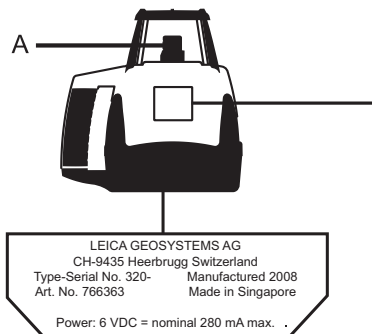 A
LEICA GEOSYSTEMS AG
CH-9435 Heerbrugg Switzerland
Type-Serial No. 320- Manufactured 2008
Art. No. 766363 Made in Singapore
Power: 6 VDC = nominal 280 mA max. .